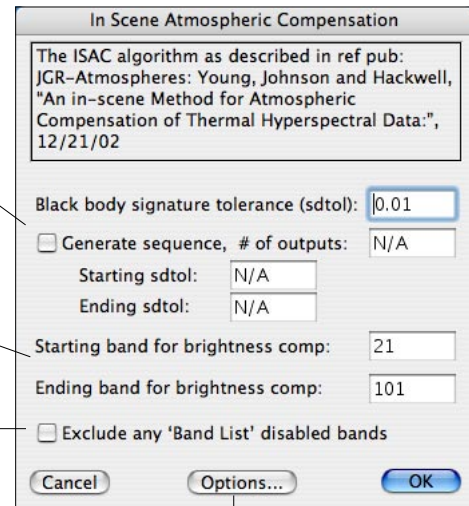 In Scene Atmospheric Compensation
The ISAC algorithm as described in ref pub:
JGR-Atmospheres: Young, Johnson and Hackwell,
"An in-scene Method for Atmospheric
Compensation of Thermal Hyperspectral Data:",
12/21/02
Black body signature tolerance (sdtol): 0.01
Generate sequence, # of outputs: N/A
Starting sdtol: N/A
Ending sdtol: N/A
Starting band for brightness comp: 21
Ending band for brightness comp: 101
Exclude any 'Band List' disabled bands
Cancel Options... OK